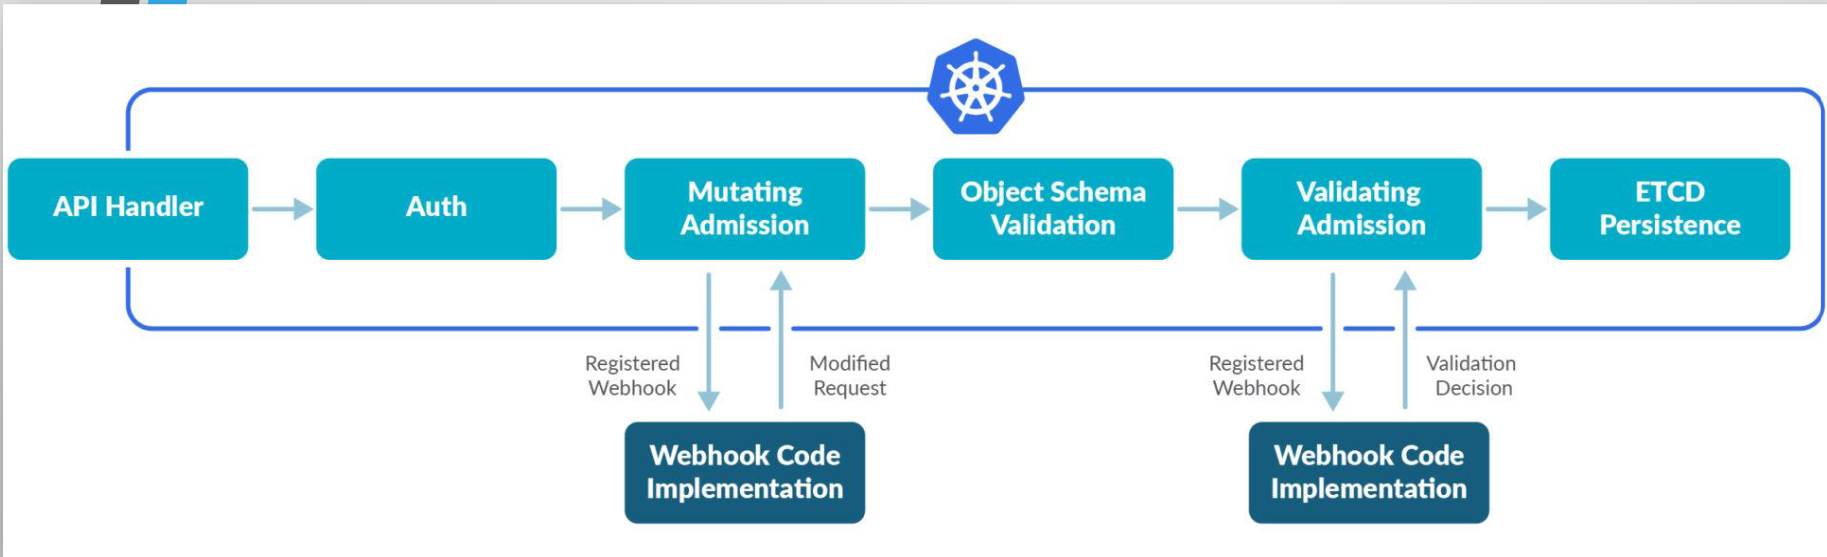 API Handler
Auth
Mutating
Admission
Object Schema
Validation
Validating
Admission
ETCD
Persistence
Registered
Webhook
Modified
Request
Registered
Webhook
Validation
Decision
Webhook Code
Implementation
Webhook Code
Implementation